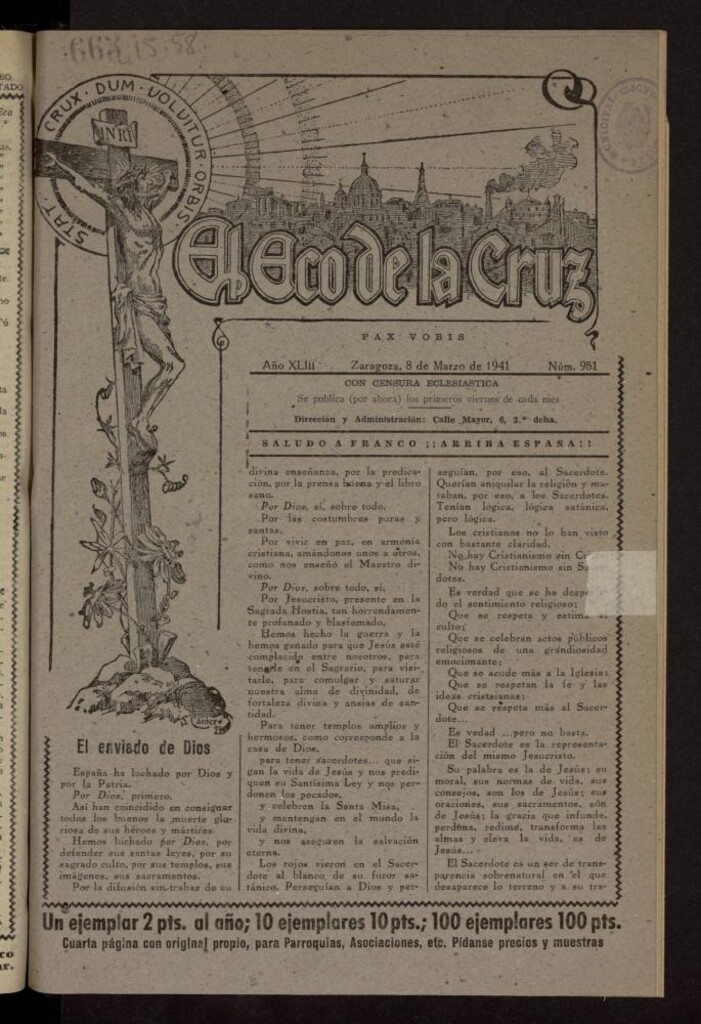 STAT · CRUX · DUM · VOLVITUR · ORBIS
INRI
El Eco de la Cruz
PAX VOBIS
Año XLIII Zaragoza, 8 de Marzo de 1941 Núm. 951
CON CENSURA ECLESIASTICA
Se publica (por ahora) los primeros viernes de cada mes
Dirección y Administración: Calle Mayor, 6, 2.º dcha.
SALUDO A FRANCO ¡¡ARRIBA ESPAÑA!!
El enviado de Dios
España ha luchado por Dios y
por la Patria.
Por Dios, primero.
Así han coincidido en consignar
todos los buenos la muerte glo-
riosa de sus héroes y mártires.
Hemos luchado por Dios, por
defender sus santas leyes, por su
sagrado culto, por sus templos, sus
imágenes, sus sacramentos.
Por la difusión sin trabas de su
divina enseñanza, por la predica-
ción, por la prensa buena y el libro
sano.
Por Dios, sí, sobre todo.
Por las costumbres puras y
santas.
Por vivir en paz, en armonía
cristiana, amándonos unos a otros,
como nos enseñó el Maestro di-
vino.
Por Dios, sobre todo, sí.
Por Jesucristo, presente en la
Sagrada Hostia, tan horrendamen-
te profanado y blasfemado.
Hemos hecho la guerra y la
hemos ganado para que Jesús esté
complacido entre nosotros, para
tenerle en el Sagrario, para visi-
tarle, para comulgar y saturar
nuestra alma de divinidad, de
fortaleza divina y ansias de san-
tidad.
Para tener templos amplios y
hermosos, como corresponde a la
casa de Dios,
para tener sacerdotes... que si-
gan la vida de Jesús y nos predi-
quen su Santísima Ley y nos per-
donen los pecados,
y celebren la Santa Misa,
y mantengan en el mundo la
vida divina,
y nos aseguren la salvación
eterna.
Los rojos vieron en el Sacer-
dote al blanco de su furor sa-
tánico. Perseguían a Dios y per-
seguían, por eso, al Sacerdote.
Querían aniquilar la religión y ma-
taban, por eso, a los Sacerdotes.
Tenían lógica, lógica satánica,
pero lógica.
Los cristianos no lo han visto
con bastante claridad.
No hay Cristianismo sin Cr
No hay Cristianismo sin Sa
dotes.
Es verdad que se ha desper
do el sentimiento religioso;
Que se respeta y estima el
culto;
Que se celebran actos públicos
religiosos de una grandiosidad
emocionante;
Que se acude más a la Iglesia;
Que se respetan la fe y las
ideas cristianas;
Que se respeta más al Sacer-
dote...
Es vedad ...pero no basta.
El Sacerdote es la representa-
ción del mismo Jesucristo.
Su palabra es la de Jesús; su
moral, sus normas de vida, sus
consejos, son los de Jesús; sus
oraciones, sus sacramentos, són
de Jesús; la gracia que infunde,
perdona, redime, transforma las
almas y eleva la vida, es de
Jesús...
El Sacerdote es un ser de trans-
parencia sobrenatural en el que
desaparece lo terreno y a su tra-
Un ejemplar 2 pts. al año; 10 ejemplares 10 pts.; 100 ejemplares 100 pts.
Cuarta página con original propio, para Parroquias, Asociaciones, etc. Pídanse precios y muestras